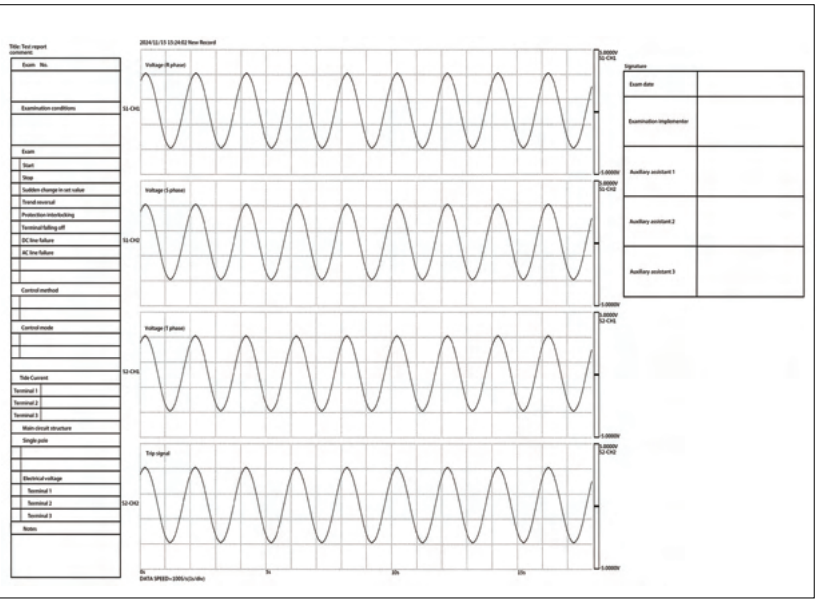 Title: Test report
comment:
Exam No.
Examination conditions
Exam
Start
Stop
Sudden change in set value
Trend reversal
Protection interlocking
Terminal falling off
DC line failure
AC line failure
Control method
Control mode
Tide Current
Terminal 1
Terminal 2
Terminal 3
Main circuit structure
Single pole
Electrical voltage
Terminal 1
Terminal 2
Terminal 3
Notes
2024/12/15 15:24:02 New Record
Voltage (R phase)
S1-CH1
5.0000V
S1-CH1
-5.0000V
Voltage (S phase)
S1-CH2
5.0000V
S1-CH2
-5.0000V
Voltage (T phase)
S2-CH1
5.0000V
S2-CH1
-5.0000V
Trip signal
S2-CH2
5.0000V
S2-CH2
-5.0000V
0s 5s 10s 15s
DATA SPEED=100S/s(1s/div)
Signature
Exam date
Examination implementer
Auxiliary assistant 1
Auxiliary assistant 2
Auxiliary assistant 3